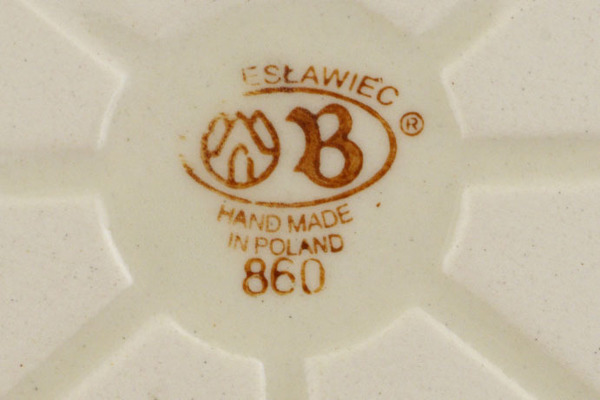 ESŁAWIEC
B ®
HAND MADE
IN POLAND
860